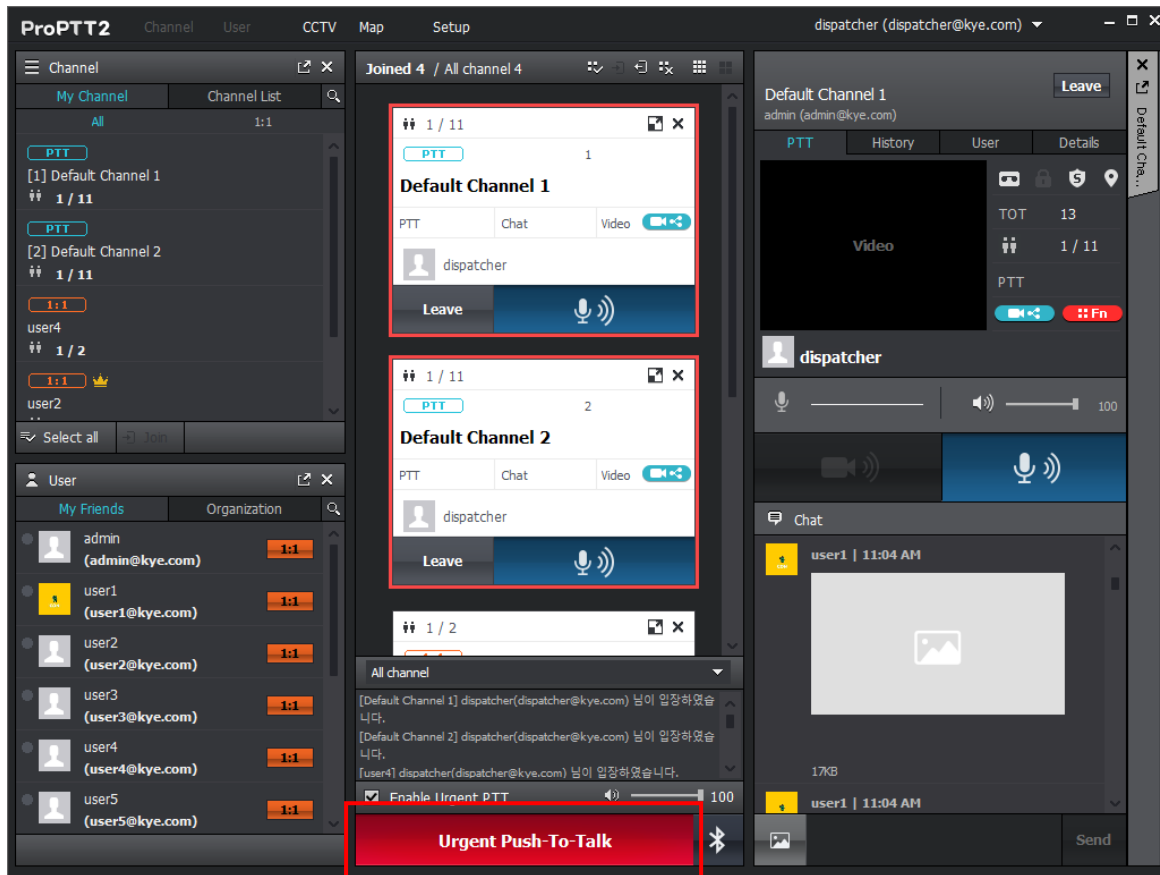 ProPTT2 Channel User CCTV Map Setup dispatcher (dispatcher@kye.com)
Channel
My Channel Channel List
All 1:1
PTT
[1] Default Channel 1
1 / 11
PTT
[2] Default Channel 2
1 / 11
1:1
user4
1 / 2
1:1
user2
Select all Join
User
My Friends Organization
admin
(admin@kye.com)
1:1
user1
(user1@kye.com)
1:1
user2
(user2@kye.com)
1:1
user3
(user3@kye.com)
1:1
user4
(user4@kye.com)
1:1
user5
(user5@kye.com)
1:1
Joined 4 / All channel 4
1 / 11
PTT 1
Default Channel 1
PTT Chat Video
dispatcher
Leave
1 / 11
PTT 2
Default Channel 2
PTT Chat Video
dispatcher
Leave
1 / 2
All channel
[Default Channel 1] dispatcher(dispatcher@kye.com) 님이 입장하였습
니다.
[Default Channel 2] dispatcher(dispatcher@kye.com) 님이 입장하였습
니다.
[user4] dispatcher(dispatcher@kye.com) 님이 입장하였습니다.
Enable Urgent PTT 100
Urgent Push-To-Talk
Default Channel 1
Leave
admin (admin@kye.com)
PTT History User Details
Video
TOT 13
1 / 11
PTT
Fn
dispatcher
100
Chat
user1 | 11:04 AM
17KB
user1 | 11:04 AM
Send
Default Cha...